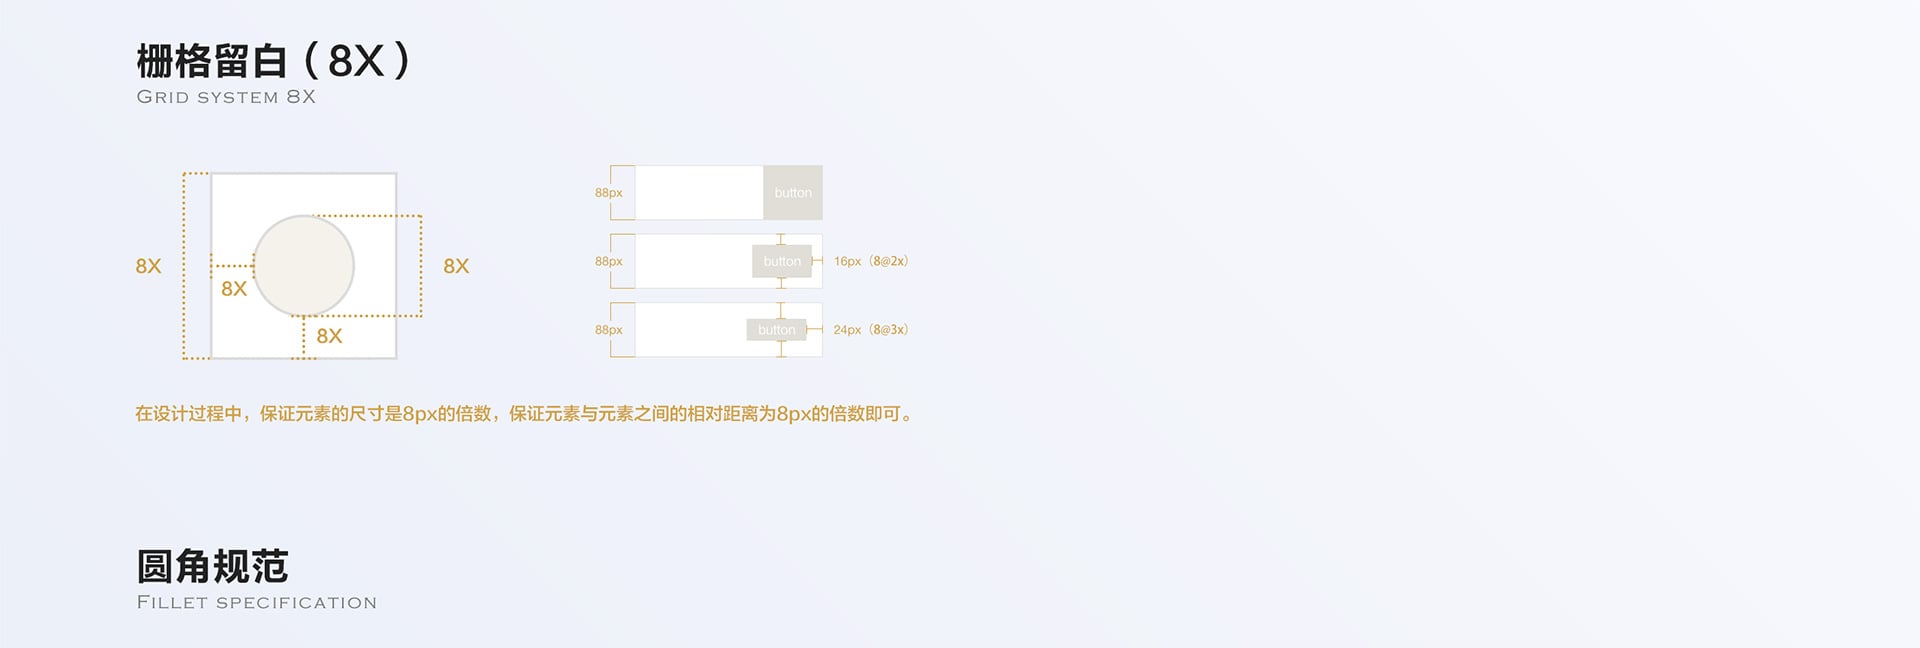 栅格留白（8X）
GRID SYSTEM 8X
8X
8X
8X
8X
88px
button
88px
button
16px（8@2x）
88px
button
24px（8@3x）
在设计过程中，保证元素的尺寸是8px的倍数，保证元素与元素之间的相对距离为8px的倍数即可。
圆角规范
FILLET SPECIFICATION